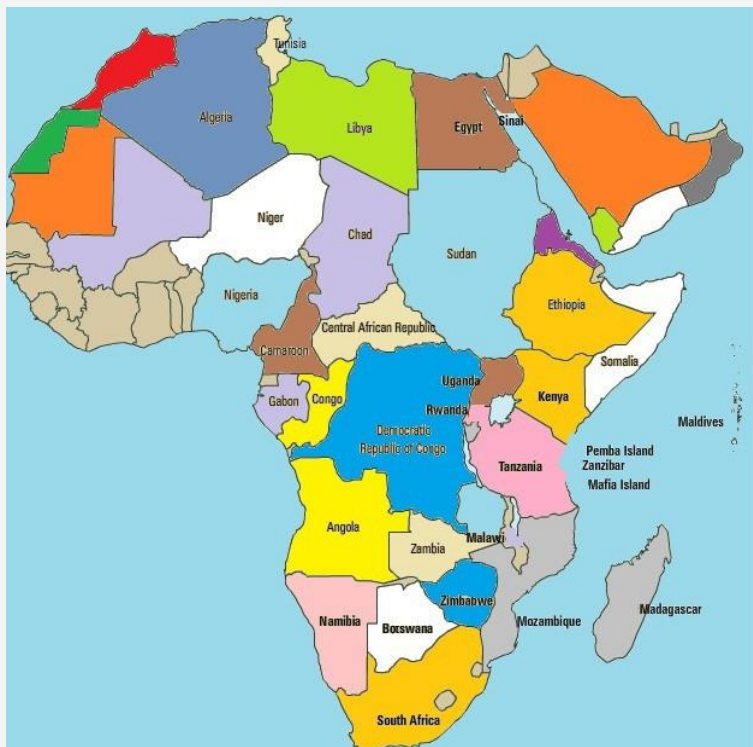 Tunisia
Algeria
Libya
Egypt
Sinai
Niger
Chad
Sudan
Nigeria
Ethiopia
Central African Republic
Camaroon
Somalia
Uganda
Gabon
Congo
Kenya
Rwanda
Maldives
Democratic
Republic of Congo
Pemba Island
Zanzibar
Tanzania
Mafia Island
Angola
Malawi
Zambia
Zimbabwe
Madagascar
Namibia
Mozambique
Botswana
South Africa